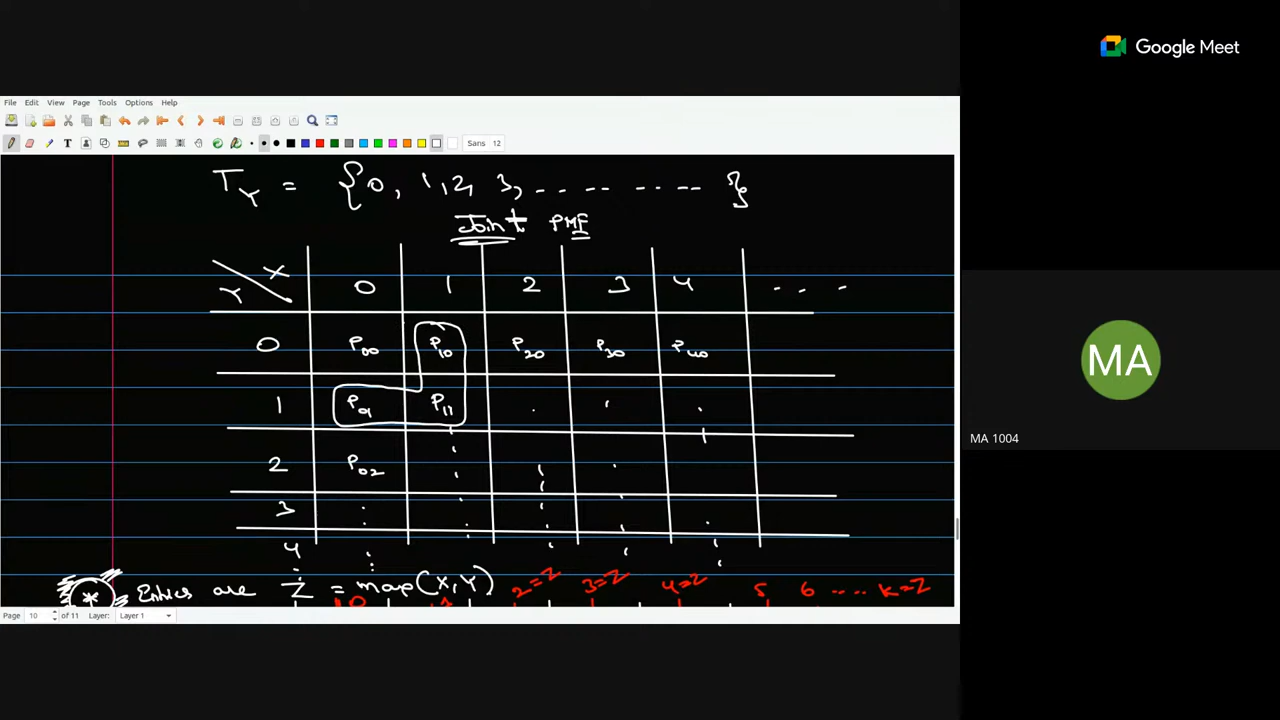 Google Meet
File Edit View Page Tools Options Help
Sans 12
T_Y = {0, 1, 2, 3, ........ }
Joint PMF
X 0 1 2 3 4 ...
Y
0 P00 P10 P20 P30 P40
1 P01 P11 . . .
2 P02
3
4
MA
MA 1004
* Entries are Z = max(X,Y) 2=Z 3=Z 4=Z 5 6 .... k=Z
Page 10 of 11 Layer: Layer 1